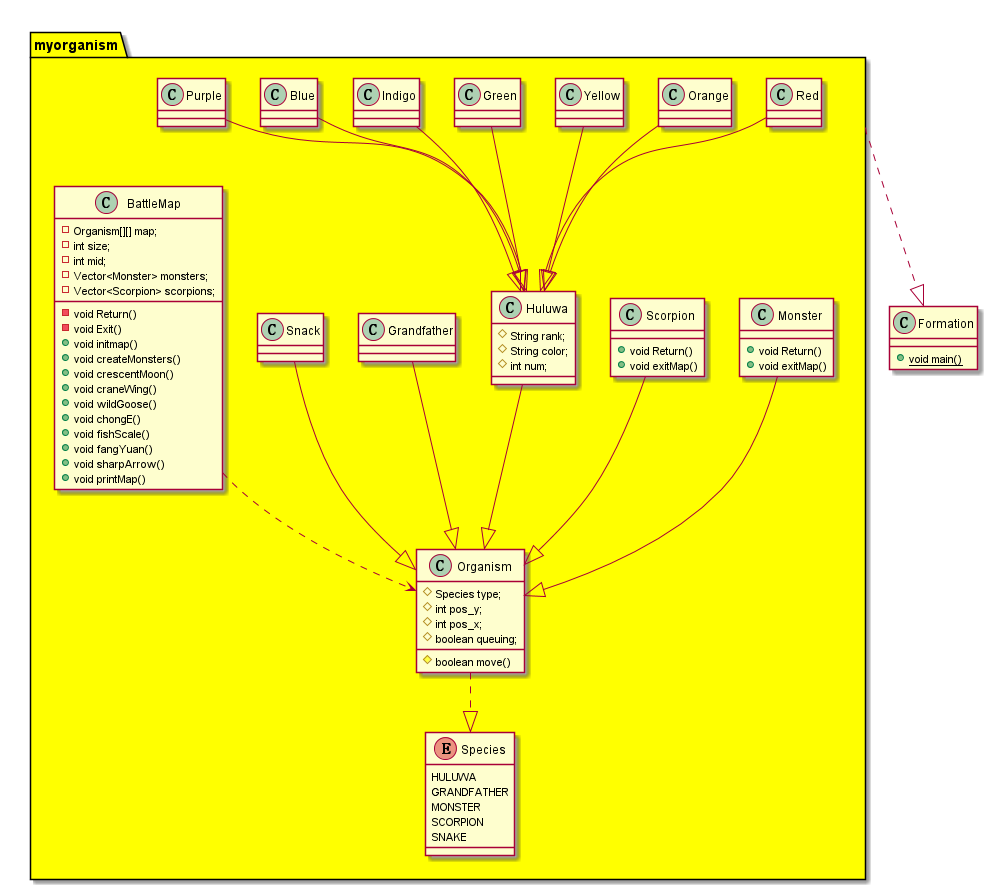 myorganism
C Purple
C Blue
C Indigo
C Green
C Yellow
C Orange
C Red
C BattleMap
Organism[][] map;
int size;
int mid;
Vector<Monster> monsters;
Vector<Scorpion> scorpions;
void Return()
void Exit()
void initmap()
void createMonsters()
void crescentMoon()
void craneWing()
void wildGoose()
void chongE()
void fishScale()
void fangYuan()
void sharpArrow()
void printMap()
C Snack
C Grandfather
C Huluwa
String rank;
String color;
int num;
C Scorpion
void Return()
void exitMap()
C Monster
void Return()
void exitMap()
C Formation
void main()
C Organism
Species type;
int pos_y;
int pos_x;
boolean queuing;
boolean move()
E Species
HULUWA
GRANDFATHER
MONSTER
SCORPION
SNAKE